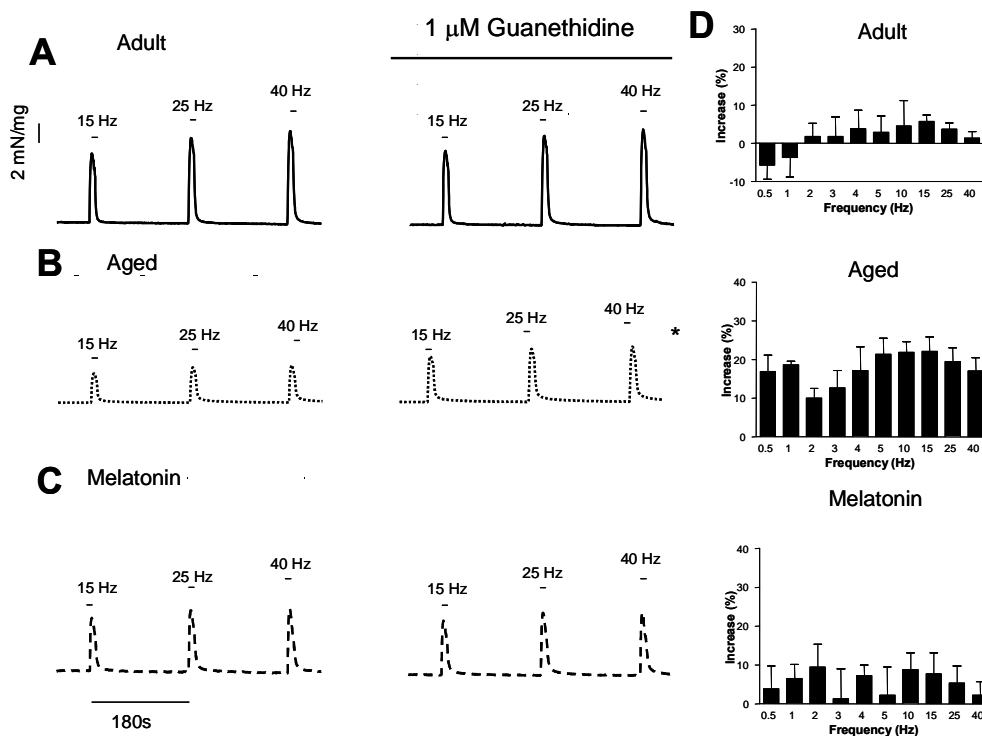 A
Adult
1 μM Guanethidine
2 mN/mg
15 Hz
25 Hz
40 Hz
15 Hz
25 Hz
40 Hz
B
Aged
15 Hz
25 Hz
40 Hz
15 Hz
25 Hz
40 Hz
*
C
Melatonin
15 Hz
25 Hz
40 Hz
15 Hz
25 Hz
40 Hz
180s
D
Adult
Increase (%)
30
20
10
0
-10
0.5 1 2 3 4 5 10 15 25 40
Frequency (Hz)
Aged
Increase (%)
40
30
20
10
0
0.5 1 2 3 4 5 10 15 25 40
Frequency (Hz)
Melatonin
Increase (%)
40
30
20
10
0
0.5 1 2 3 4 5 10 15 25 40
Frequency (Hz)